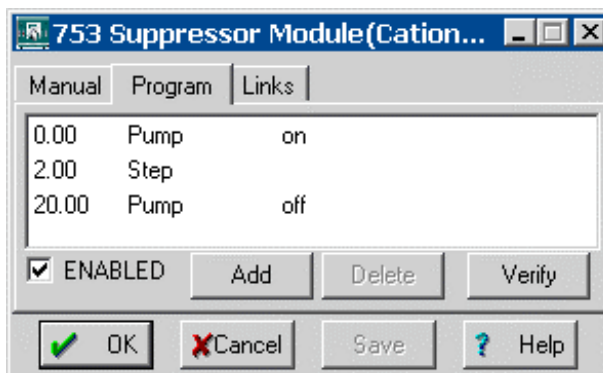 753 Suppressor Module(Cation...
Manual Program Links
0.00 Pump on
2.00 Step
20.00 Pump off
ENABLED Add Delete Verify
OK Cancel Save ? Help